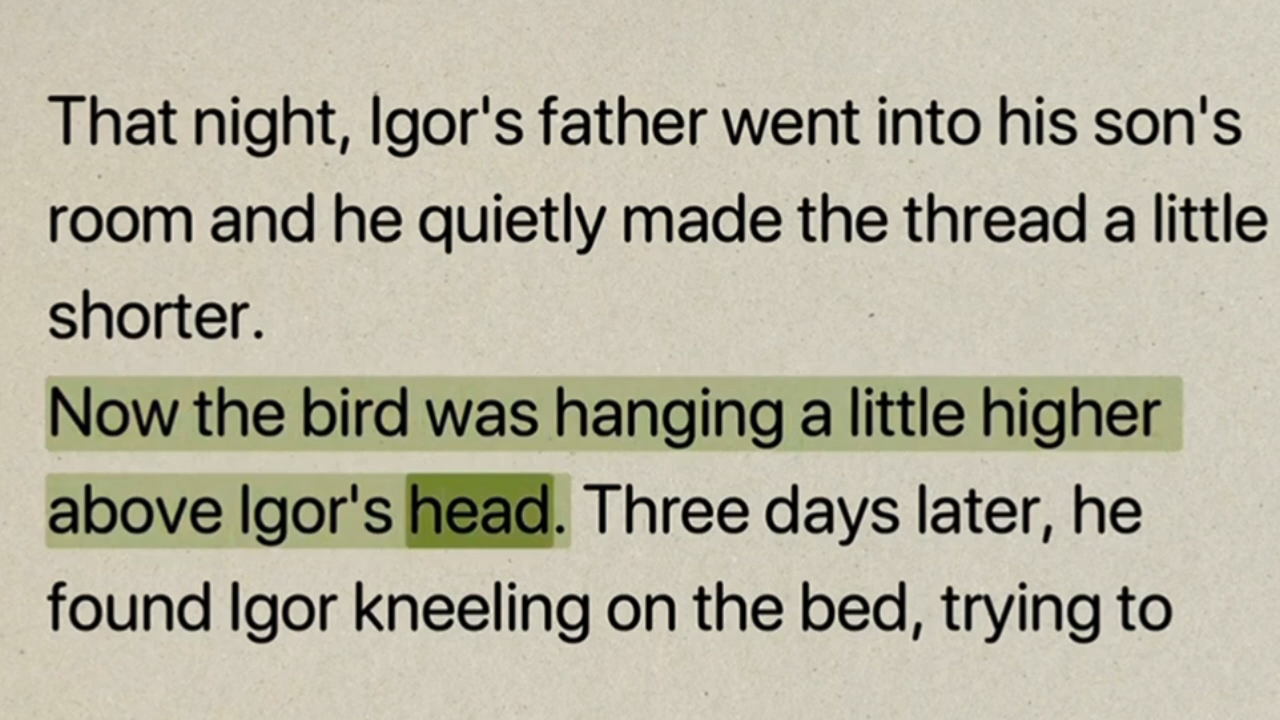 That night, Igor's father went into his son's
room and he quietly made the thread a little
shorter.
Now the bird was hanging a little higher
above Igor's head. Three days later, he
found Igor kneeling on the bed, trying to